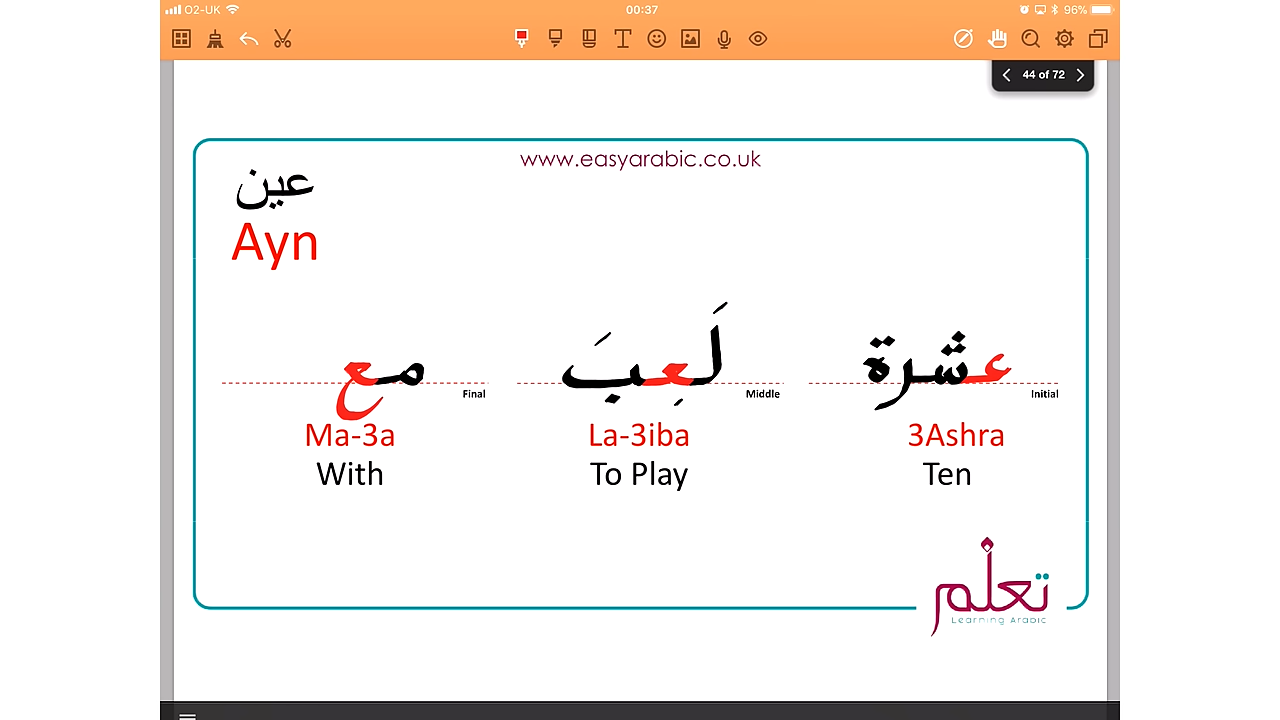 O2-UK 00:37 96%
44 of 72
www.easyarabic.co.uk
عين
Ayn
عشرة
Initial
3Ashra
Ten
لَعِبَ
Middle
La-3iba
To Play
مع
Final
Ma-3a
With
تعلم
Learning Arabic